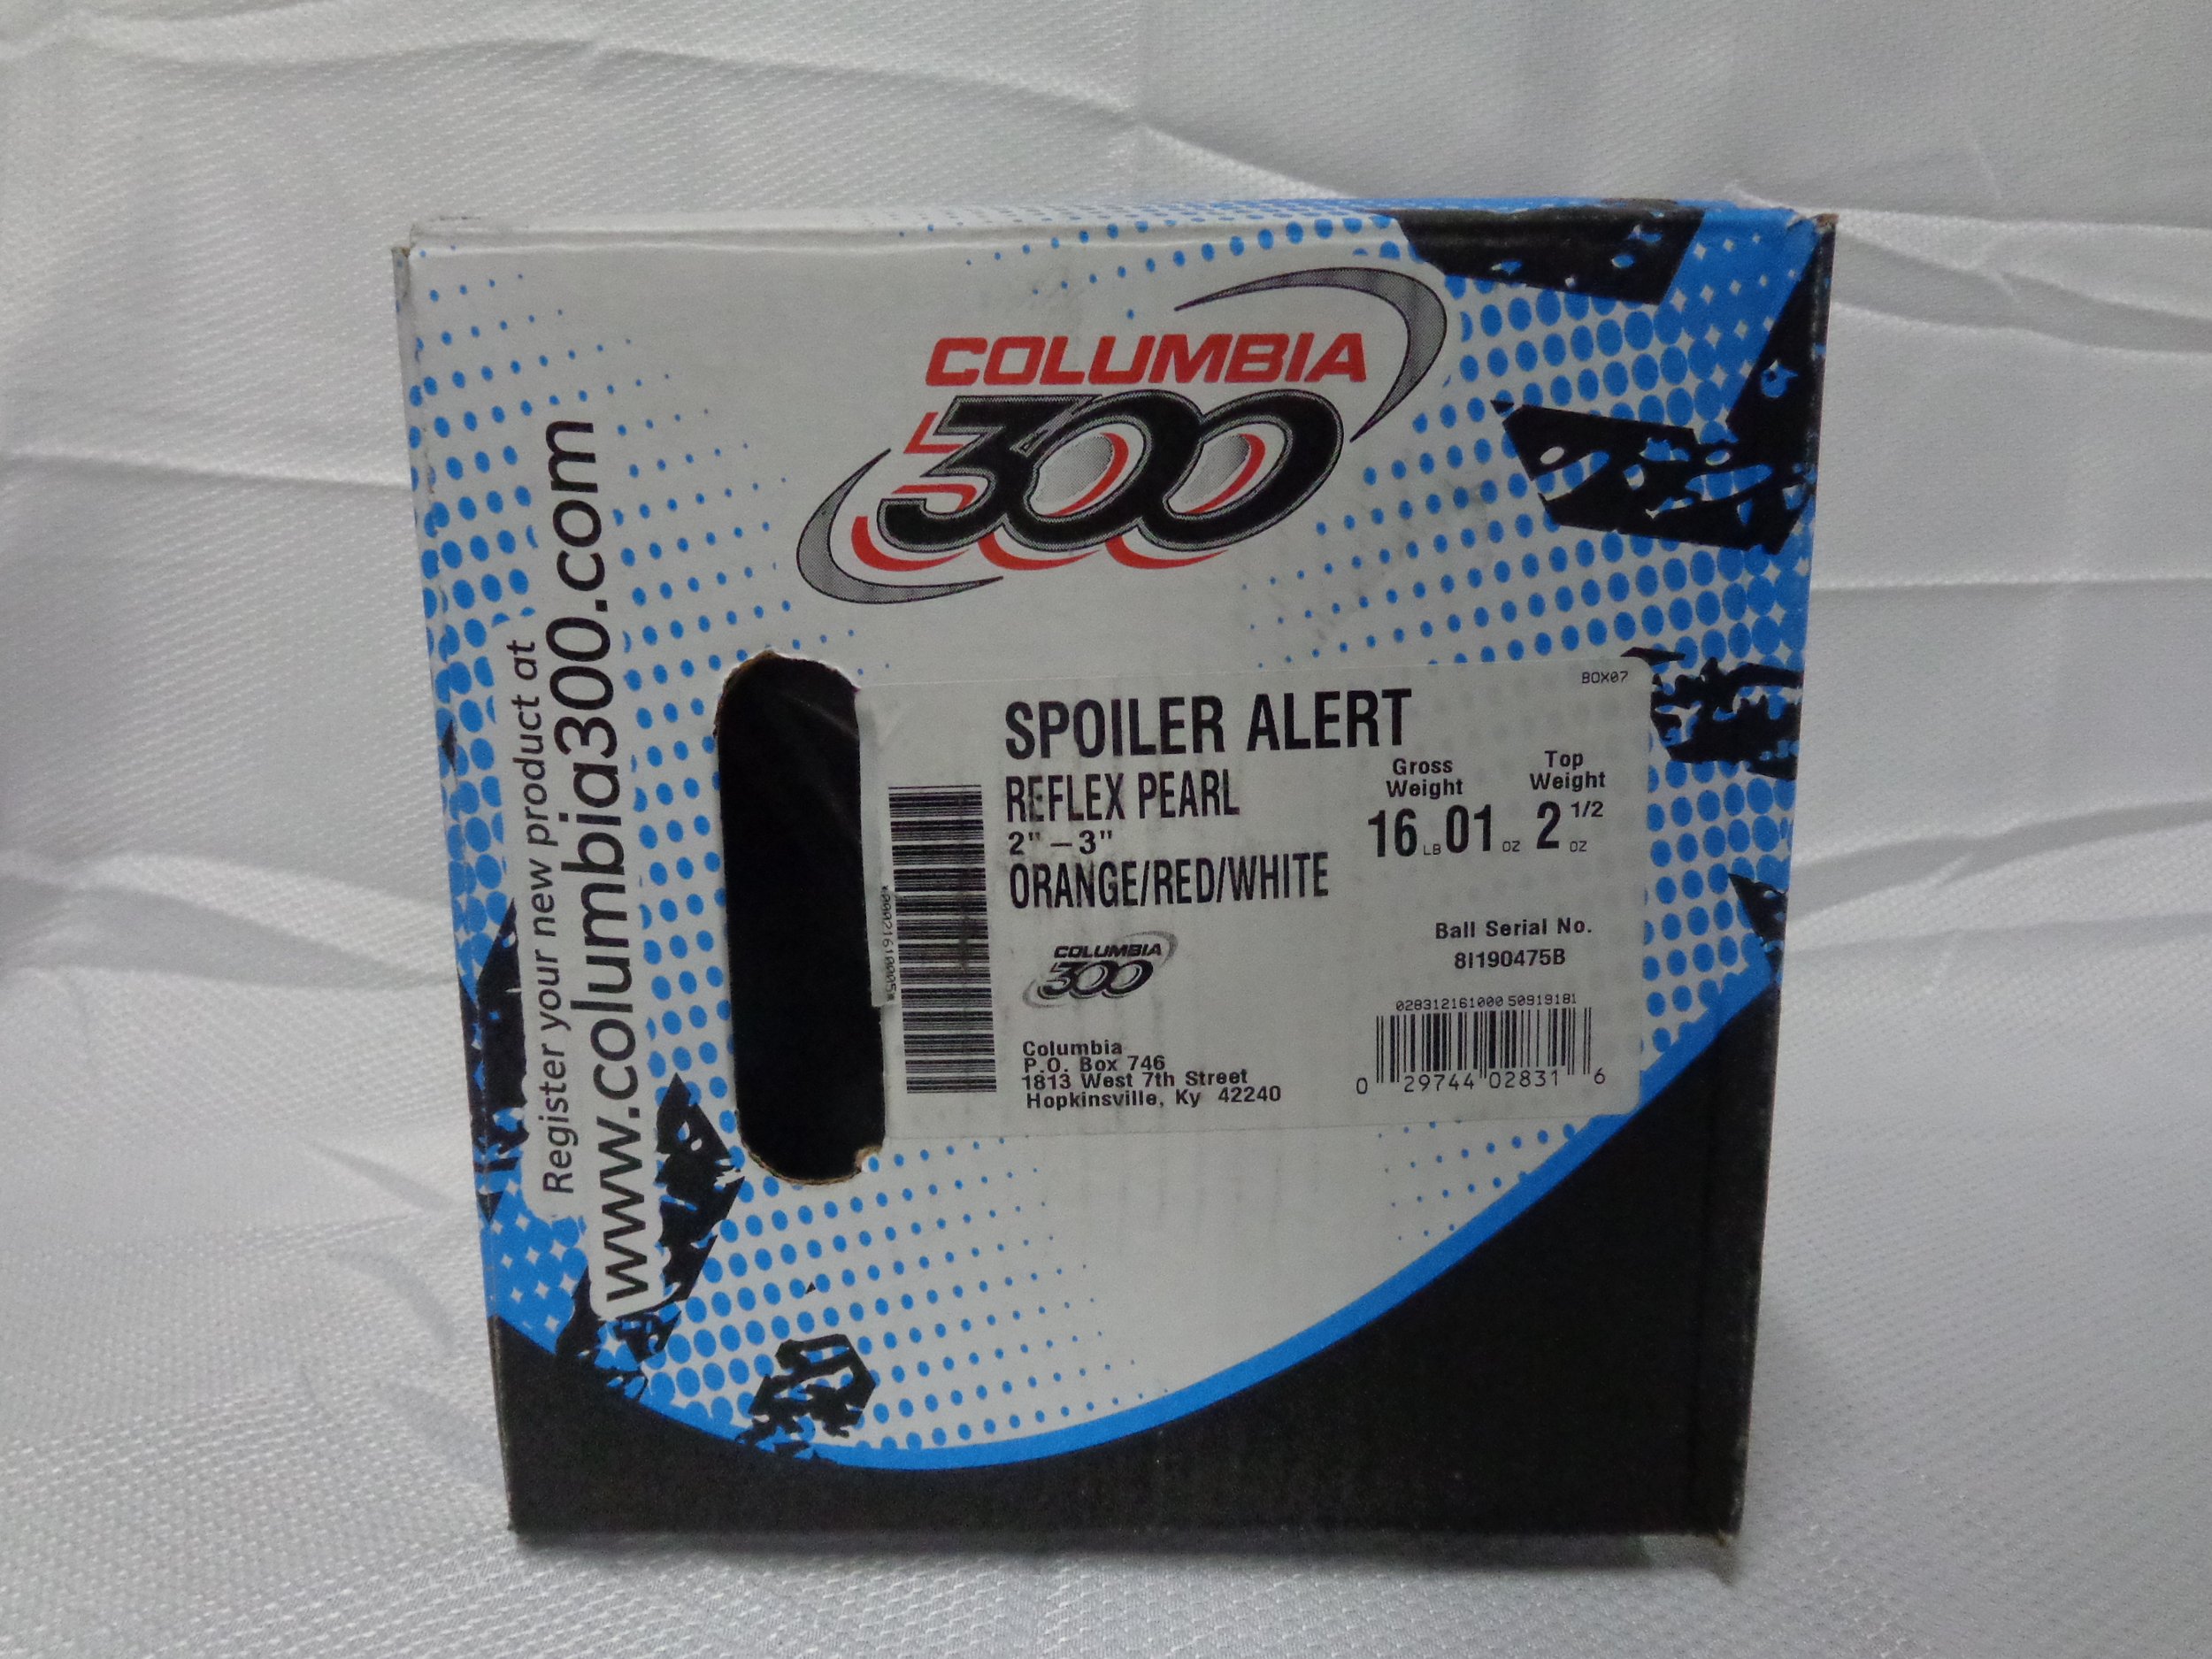 COLUMBIA
300
Register your new product at
www.columbia300.com
BOX07
SPOILER ALERT
REFLEX PEARL
2" – 3"
ORANGE/RED/WHITE
Gross Weight
16 LB 01 OZ
Top Weight
2 1/2 OZ
COLUMBIA
300
Ball Serial No.
8I190475B
028312161000 50919181
0 29744 02831 6
Columbia
P.O. Box 746
1813 West 7th Street
Hopkinsville, Ky 42240